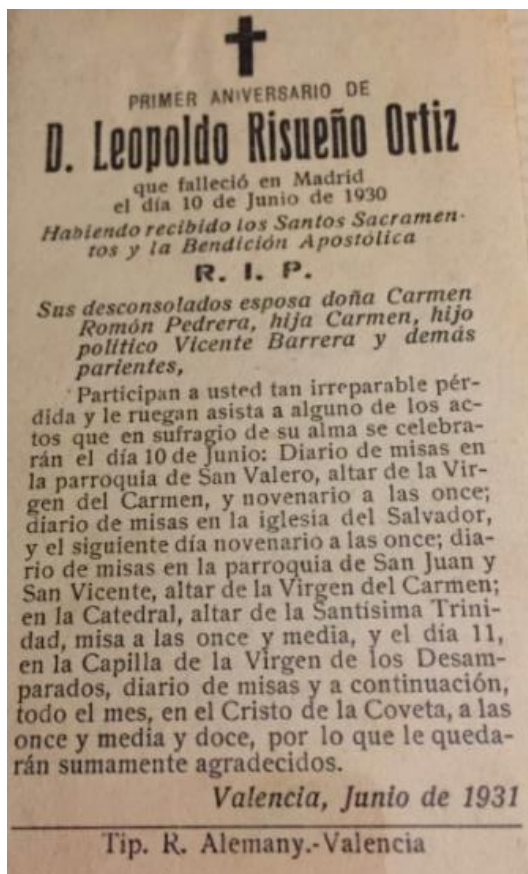 PRIMER ANIVERSARIO DE
D. Leopoldo Risueño Ortiz
que falleció en Madrid
el día 10 de Junio de 1930
Habiendo recibido los Santos Sacramen-
tos y la Bendición Apostólica
R. I. P.
Sus desconsolados esposa doña Carmen
Romón Pedrera, hija Carmen, hijo
político Vicente Barrera y demás
parientes,
Participan a usted tan irreparable pér-
dida y le ruegan asista a alguno de los ac-
tos que en sufragio de su alma se celebra-
rán el día 10 de Junio: Diario de misas en
la parroquia de San Valero, altar de la Vir-
gen del Carmen, y novenario a las once;
diario de misas en la iglesia del Salvador,
y el siguiente día novenario a las once; dia-
rio de misas en la parroquia de San Juan y
San Vicente, altar de la Virgen del Carmen;
en la Catedral, altar de la Santísima Trini-
dad, misa a las once y media, y el día 11,
en la Capilla de la Virgen de los Desam-
parados, diario de misas y a continuación,
todo el mes, en el Cristo de la Coveta, a las
once y media y doce, por lo que le queda-
rán sumamente agradecidos.
Valencia, Junio de 1931
Tip. R. Alemany.-Valencia